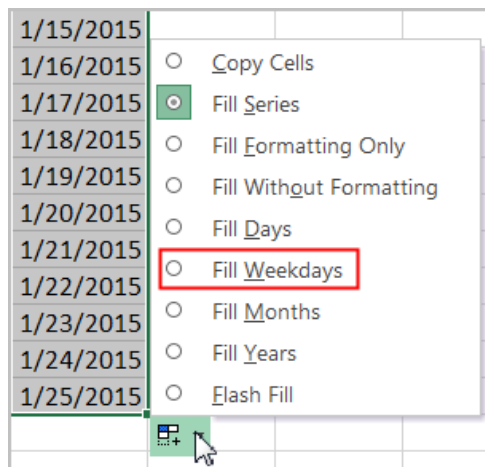 1/15/2015
1/16/2015
1/17/2015
1/18/2015
1/19/2015
1/20/2015
1/21/2015
1/22/2015
1/23/2015
1/24/2015
1/25/2015
Copy Cells
Fill Series
Fill Formatting Only
Fill Without Formatting
Fill Days
Fill Weekdays
Fill Months
Fill Years
Flash Fill